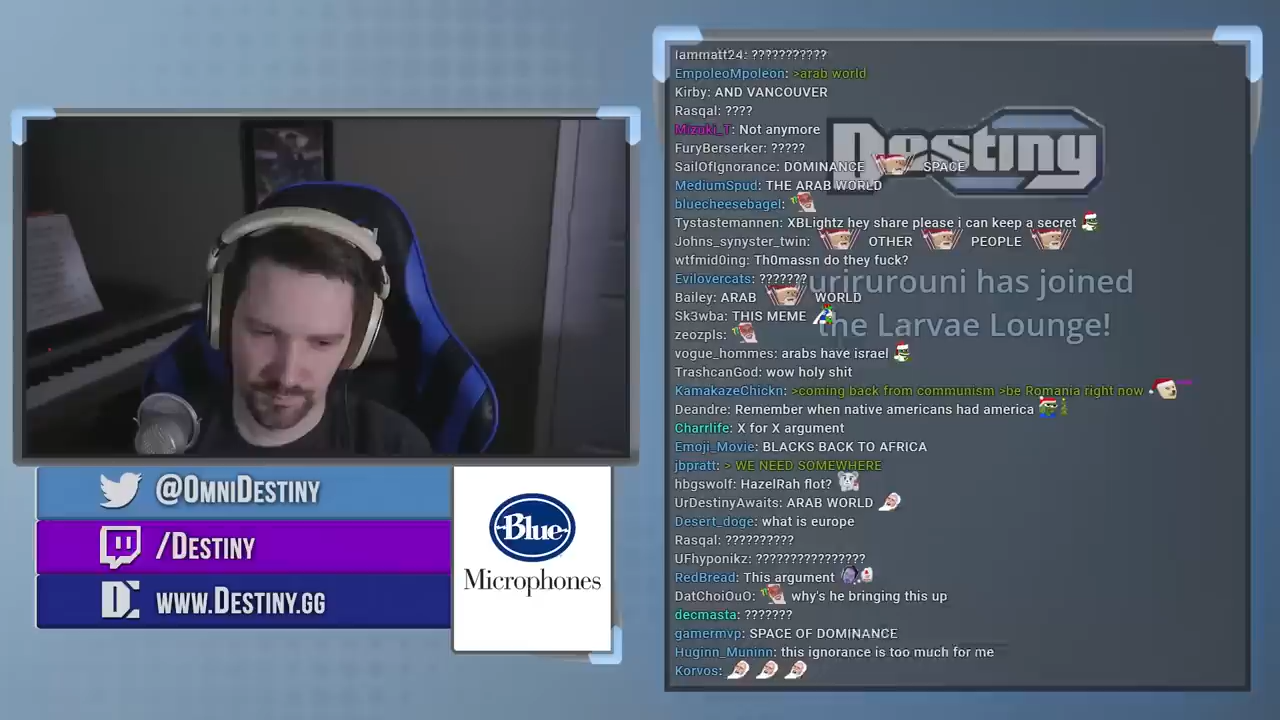 @OmniDestiny
/Destiny
www.Destiny.gg
Blue
Microphones
Destiny
urirurouni has joined
the Larvae Lounge!
Iammatt24: ???????????
EmpoleoMpoleon: >arab world
Kirby: AND VANCOUVER
Rasqal: ????
Mizuki_T: Not anymore
FuryBerserker: ?????
SailOfIgnorance: DOMINANCE SPACE
MediumSpud: THE ARAB WORLD
bluecheesebagel:
Tystastemannen: XBLightz hey share please i can keep a secret
Johns_synyster_twin: OTHER PEOPLE
wtfmid0ing: Th0massn do they fuck?
Evilovercats: ???????
Bailey: ARAB WORLD
Sk3wba: THIS MEME
zeozpls:
vogue_hommes: arabs have israel
TrashcanGod: wow holy shit
KamakazeChickn: >coming back from communism >be Romania right now
Deandre: Remember when native americans had america
Charrlife: X for X argument
Emoji_Movie: BLACKS BACK TO AFRICA
jbpratt: > WE NEED SOMEWHERE
hbgswolf: HazelRah flot?
UrDestinyAwaits: ARAB WORLD
Desert_doge: what is europe
Rasqal: ??????????
UFhyponikz: ????????????????
RedBread: This argument
DatChoiOuO: why's he bringing this up
decmasta: ???????
gamermvp: SPACE OF DOMINANCE
Huginn_Muninn: this ignorance is too much for me
Korvos: